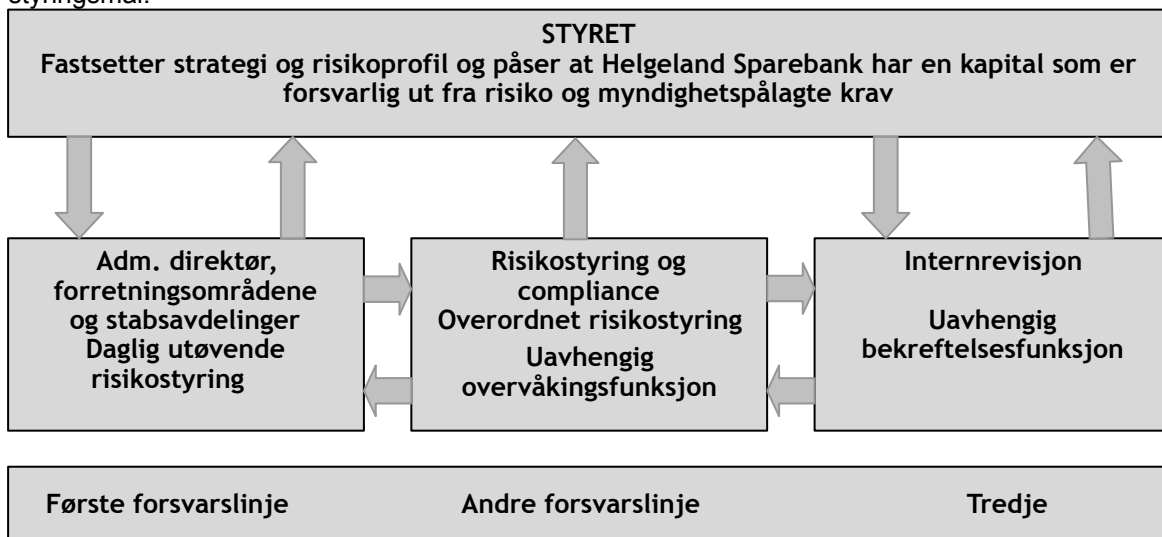 STYRET
Fastsetter strategi og risikoprofil og påser at Helgeland Sparebank har en kapital som er
forsvarlig ut fra risiko og myndighetspålagte krav
Adm. direktør,
forretningsområdene
og stabsavdelinger
Daglig utøvende
risikostyring
Risikostyring og
compliance
Overordnet risikostyring
Uavhengig
overvåkingsfunksjon
Internrevisjon
Uavhengig
bekreftelsesfunksjon
Første forsvarslinje
Andre forsvarslinje
Tredje